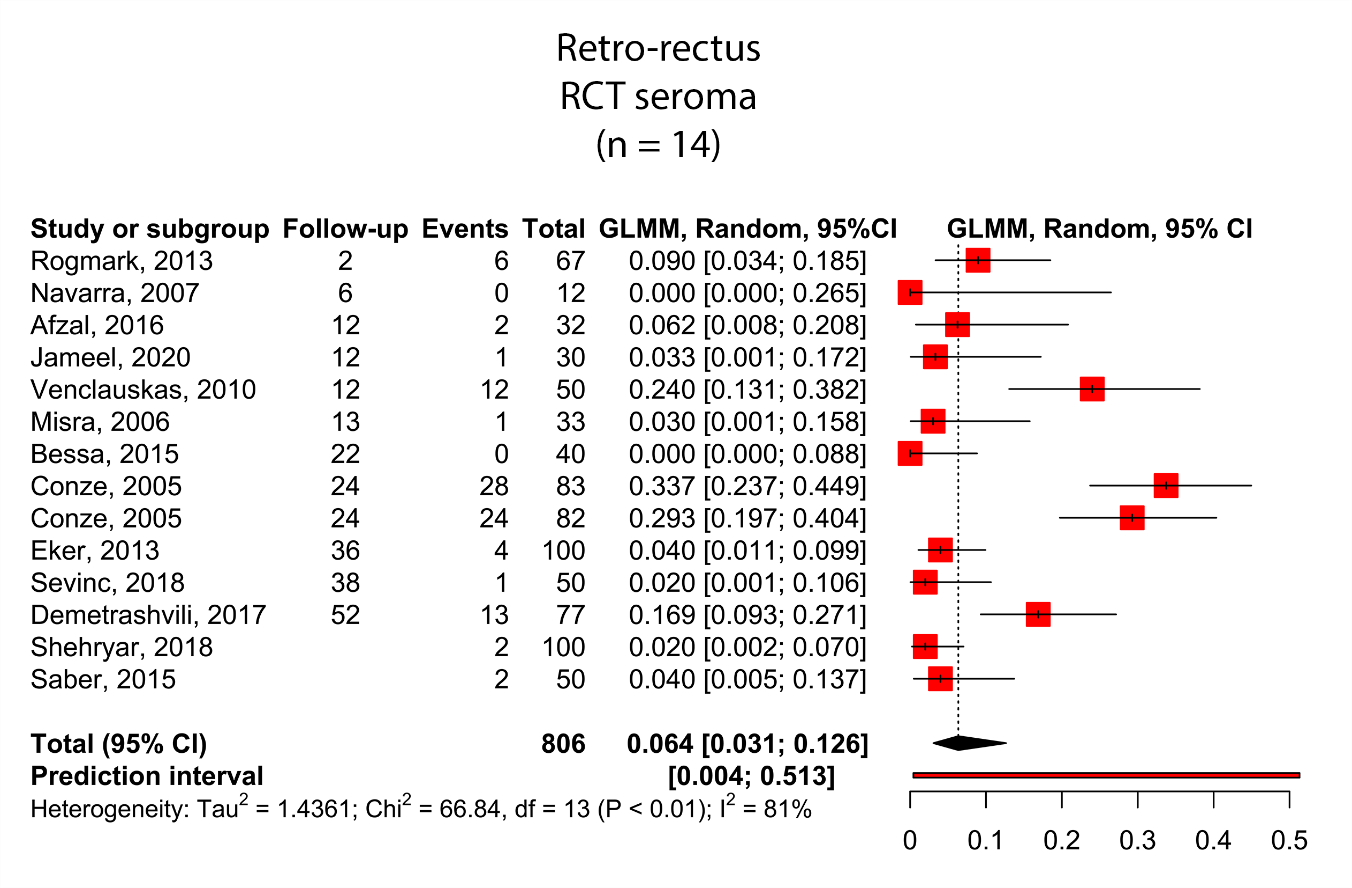 Retro-rectus
RCT seroma
(n = 14)
Study or subgroup Follow-up Events Total GLMM, Random, 95%CI GLMM, Random, 95% CI
Rogmark, 2013 2 6 67 0.090 [0.034; 0.185]
Navarra, 2007 6 0 12 0.000 [0.000; 0.265]
Afzal, 2016 12 2 32 0.062 [0.008; 0.208]
Jameel, 2020 12 1 30 0.033 [0.001; 0.172]
Venclauskas, 2010 12 12 50 0.240 [0.131; 0.382]
Misra, 2006 13 1 33 0.030 [0.001; 0.158]
Bessa, 2015 22 0 40 0.000 [0.000; 0.088]
Conze, 2005 24 28 83 0.337 [0.237; 0.449]
Conze, 2005 24 24 82 0.293 [0.197; 0.404]
Eker, 2013 36 4 100 0.040 [0.011; 0.099]
Sevinc, 2018 38 1 50 0.020 [0.001; 0.106]
Demetrashvili, 2017 52 13 77 0.169 [0.093; 0.271]
Shehryar, 2018 2 100 0.020 [0.002; 0.070]
Saber, 2015 2 50 0.040 [0.005; 0.137]
Total (95% CI) 806 0.064 [0.031; 0.126]
Prediction interval [0.004; 0.513]
Heterogeneity: Tau² = 1.4361; Chi² = 66.84, df = 13 (P < 0.01); I² = 81%
0 0.1 0.2 0.3 0.4 0.5